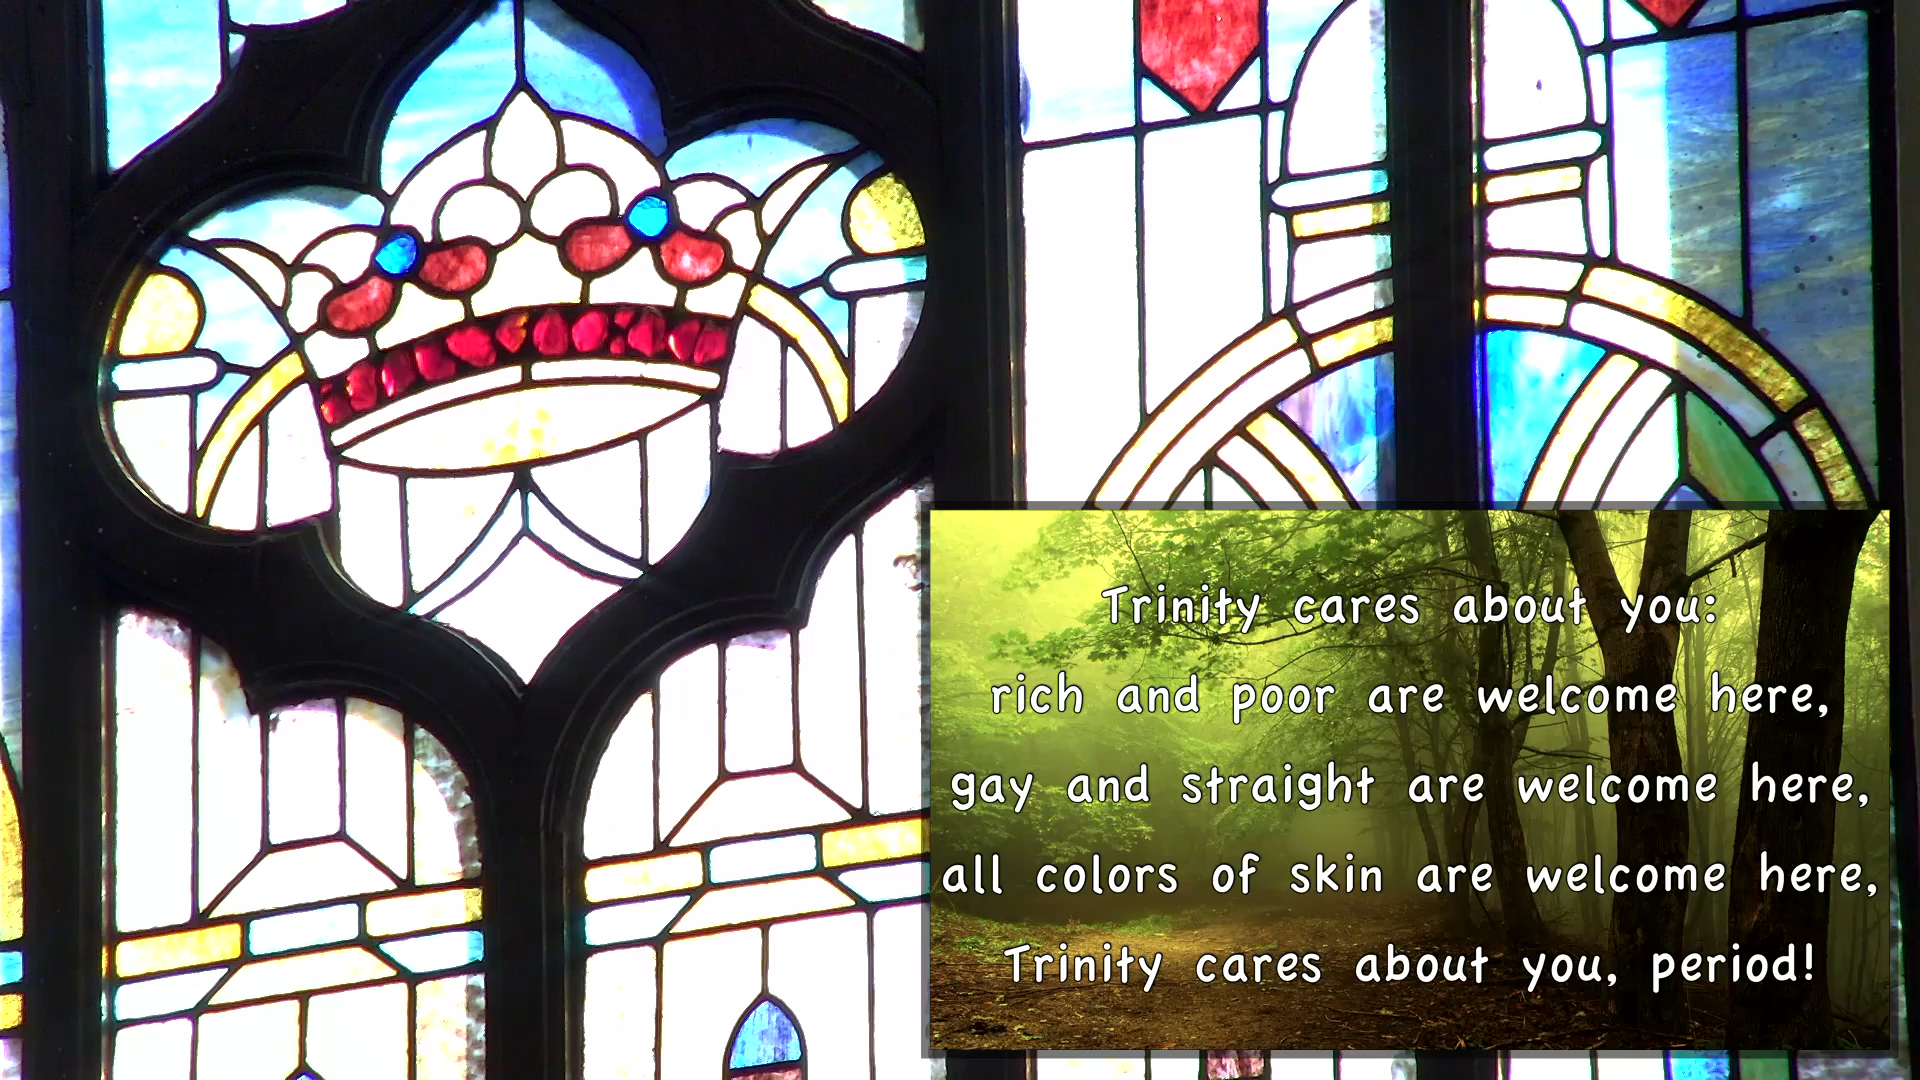 Trinity cares about you:
rich and poor are welcome here,
gay and straight are welcome here,
all colors of skin are welcome here,
Trinity cares about you, period!